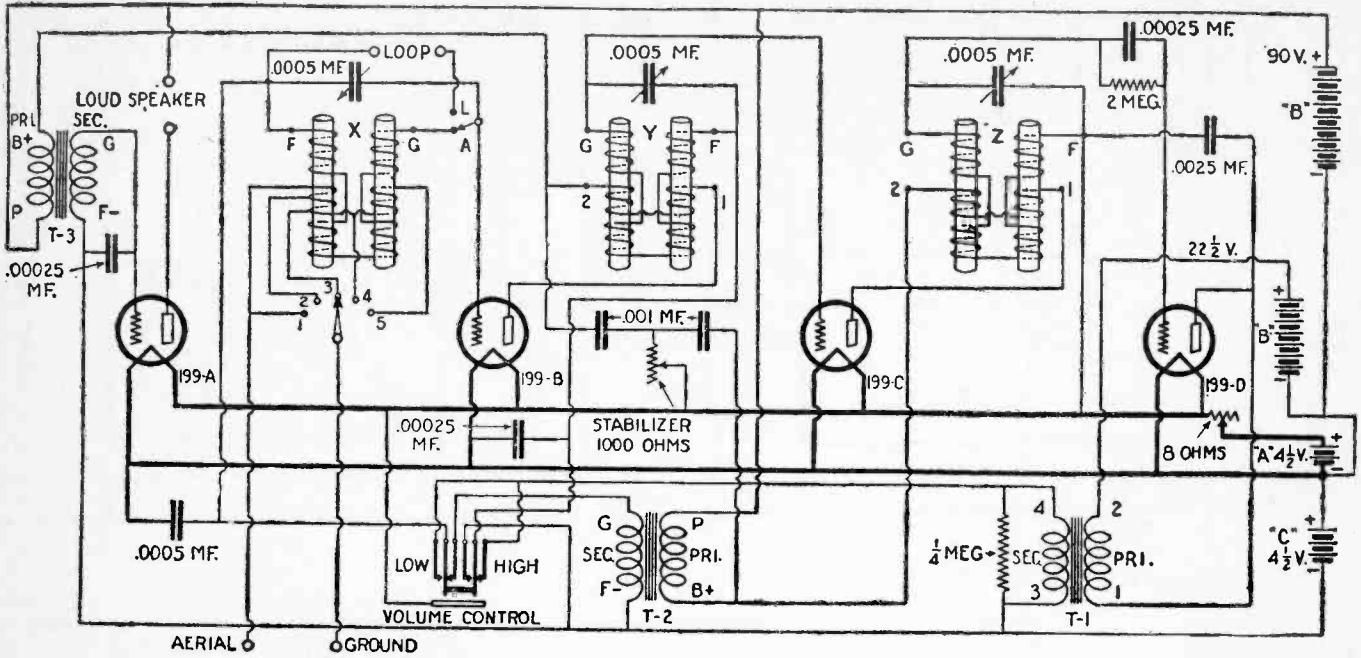 LOUD SPEAKER
PRI.
SEC.
B+
G
P
F-
T-3
.00025 MF.
199-A
.0005 MF.
LOOP
.0005 MF
L
F
X
G
A
1
2
3
4
5
199-B
.00025 MF.
.0005 MF.
G
Y
F
2
1
.001 MF.
STABILIZER
1000 OHMS
199-C
.0005 MF.
G
Z
F
2
1
.00025 MF.
2 MEG.
.0025 MF.
22 1/2 V.
90V.
+
"B"
-
+
"B"
-
199-D
8 OHMS
+
"A" 4 1/2 V.
-
+
"C"
4 1/2 V.
-
LOW
HIGH
VOLUME CONTROL
G
P
SEC.
PRI.
F-
B+
T-2
1/4 MEG
4
2
SEC.
PRI.
3
1
T-1
AERIAL
GROUND